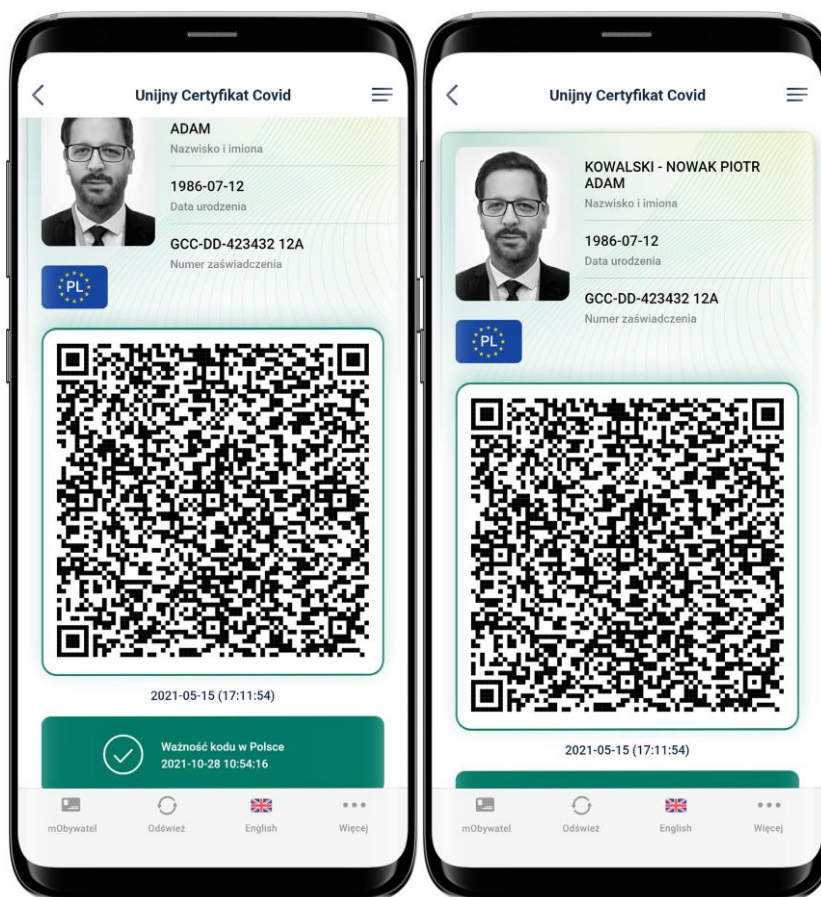 Unijny Certyfikat Covid
ADAM
Nazwisko i imiona
1986-07-12
Data urodzenia
GCC-DD-423432 12A
Numer zaświadczenia
PL
2021-05-15 (17:11:54)
Ważność kodu w Polsce
2021-10-28 10:54:16
mObywatel
Odśwież
English
Więcej
Unijny Certyfikat Covid
KOWALSKI - NOWAK PIOTR
ADAM
Nazwisko i imiona
1986-07-12
Data urodzenia
GCC-DD-423432 12A
Numer zaświadczenia
PL
2021-05-15 (17:11:54)
mObywatel
Odśwież
English
Więcej